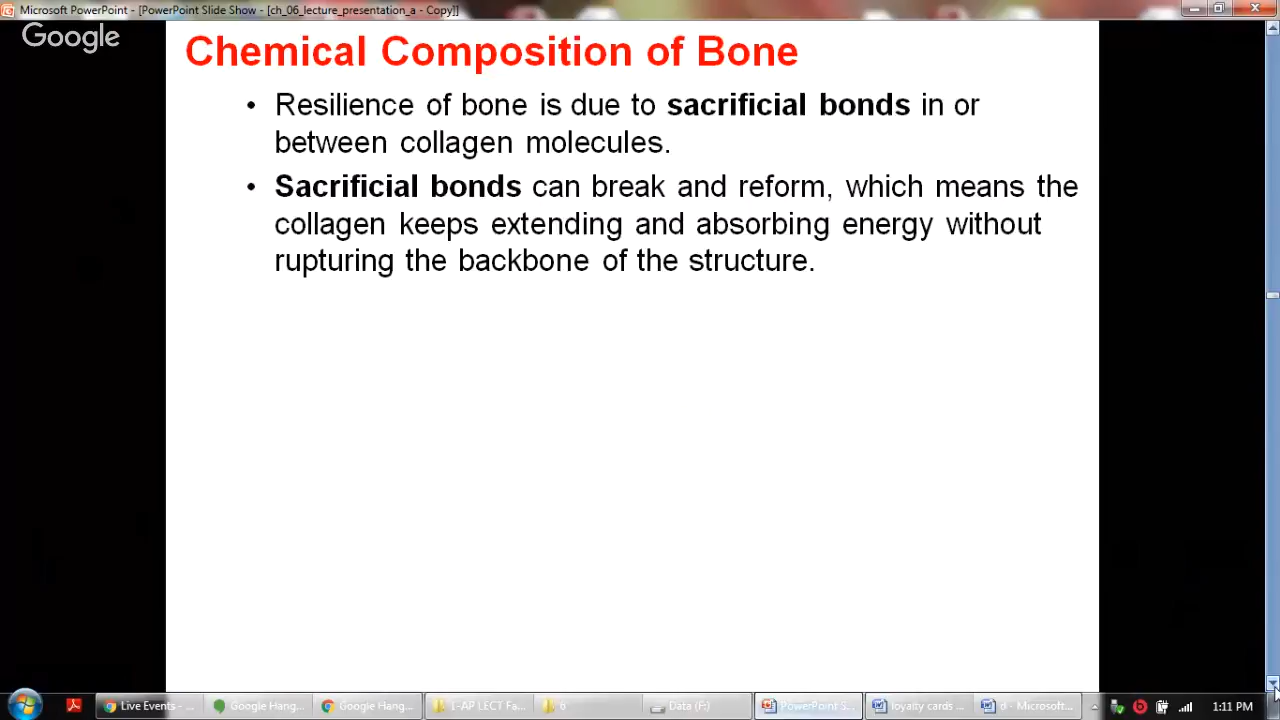 Microsoft PowerPoint - [PowerPoint Slide Show - [ch_06_lecture_presentation_a - Copy]]
Google
Chemical Composition of Bone
• Resilience of bone is due to sacrificial bonds in or
between collagen molecules.
• Sacrificial bonds can break and reform, which means the
collagen keeps extending and absorbing energy without
rupturing the backbone of the structure.
Live Events - ... Google Hang... Google Hang... 1-AP LECT Fa... Data (F:) PowerPoint S... loyalty cards ... d - Microsoft... 1:11 PM